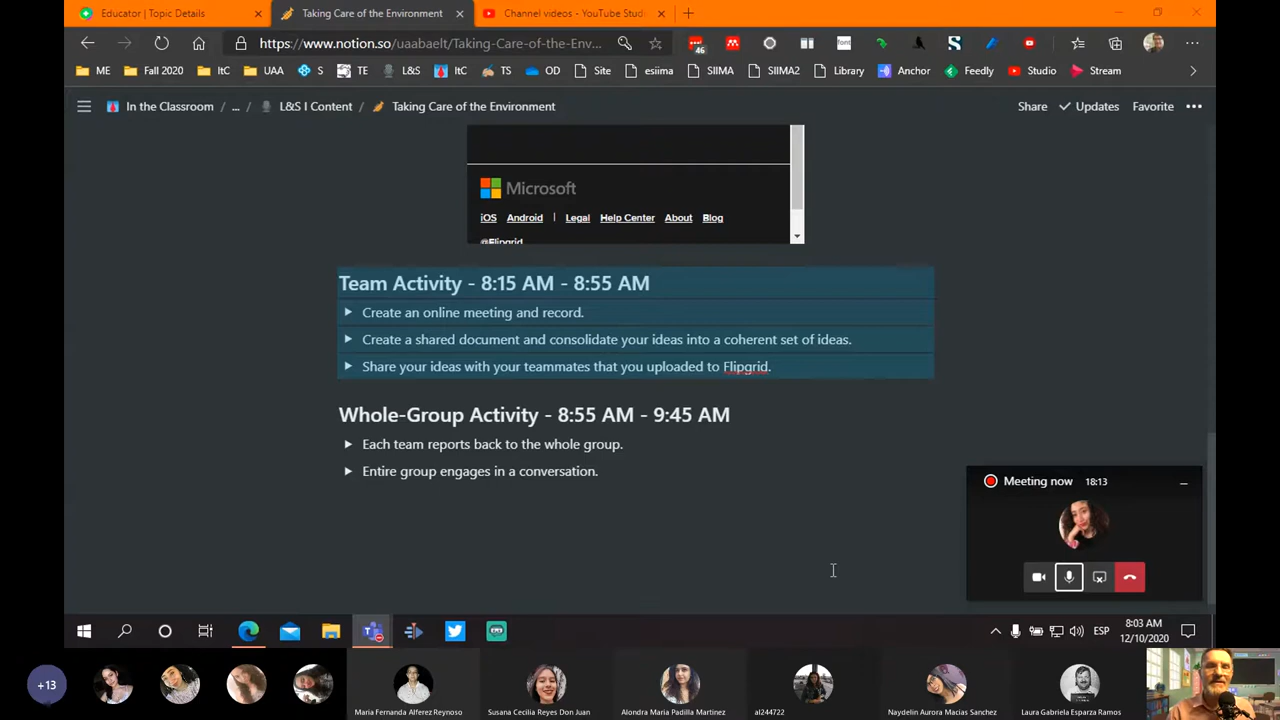 Educator | Topic Details
Taking Care of the Environment
Channel videos - YouTube Studi
https://www.notion.so/uaabaelt/Taking-Care-of-the-Env...
46
font
ME
Fall 2020
ItC
UAA
S
TE
L&S
ItC
TS
OD
Site
esiima
SIIMA
SIIMA2
Library
Anchor
Feedly
Studio
Stream
In the Classroom / ... / L&S I Content / Taking Care of the Environment
Share
Updates
Favorite
Microsoft
iOS Android | Legal Help Center About Blog
@Flipgrid
Team Activity - 8:15 AM - 8:55 AM
Create an online meeting and record.
Create a shared document and consolidate your ideas into a coherent set of ideas.
Share your ideas with your teammates that you uploaded to Flipgrid.
Whole-Group Activity - 8:55 AM - 9:45 AM
Each team reports back to the whole group.
Entire group engages in a conversation.
Meeting now 18:13
ESP
8:03 AM
12/10/2020
+13
Maria Fernanda Alferez Reynoso
Susana Cecilia Reyes Don Juan
Alondra Maria Padilla Martinez
al244722
Naydelin Aurora Macias Sanchez
Laura Gabriela Esparza Ramos